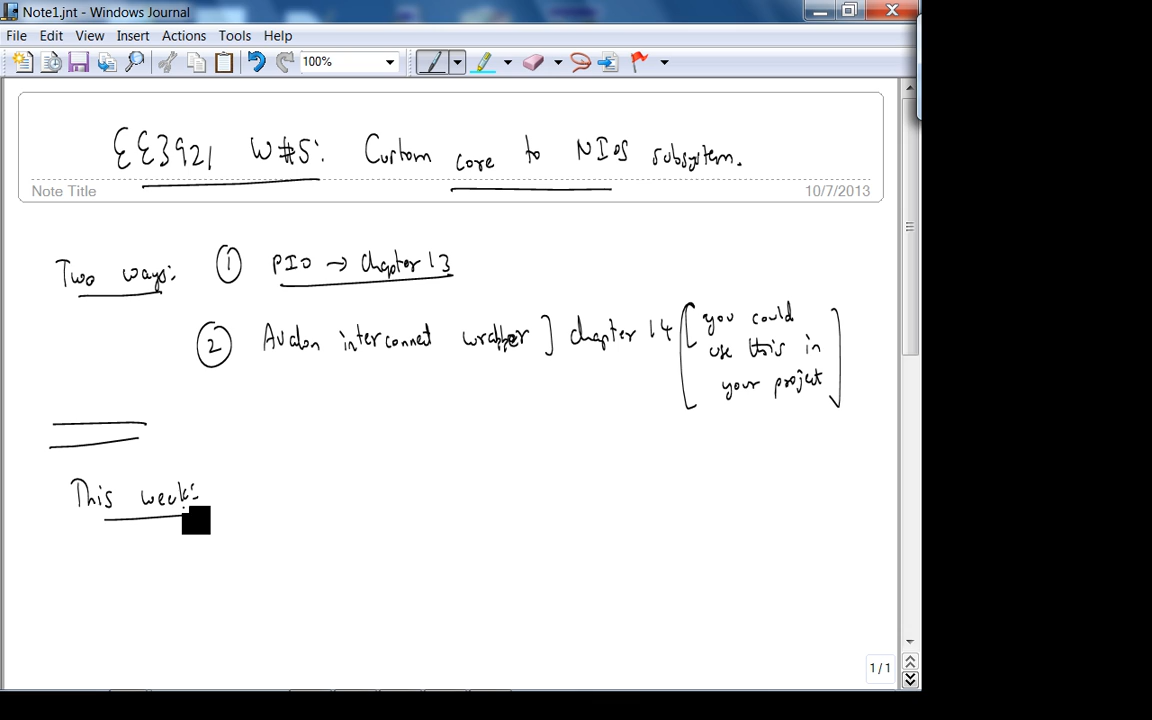 Note1.jnt - Windows Journal
File Edit View Insert Actions Tools Help
100%
EE3921 W#5: Custom core to NIOS subsystem.
Note Title 10/7/2013
Two ways: 1 PIO → Chapter 13
2 Avalon interconnect wrapper ] chapter 14 [ you could
use this in
your project ]
This week:
1/1